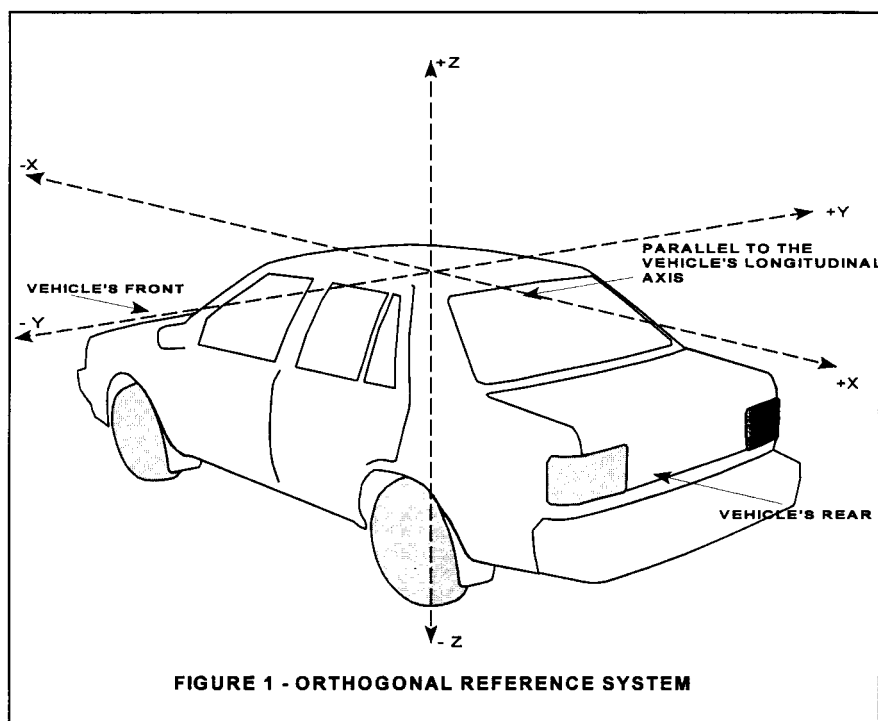 +Z
-X
+Y
PARALLEL TO THE
VEHICLE'S LONGITUDINAL
AXIS
VEHICLE'S FRONT
- Y
+X
VEHICLE'S REAR
- Z
FIGURE 1 - ORTHOGONAL REFERENCE SYSTEM